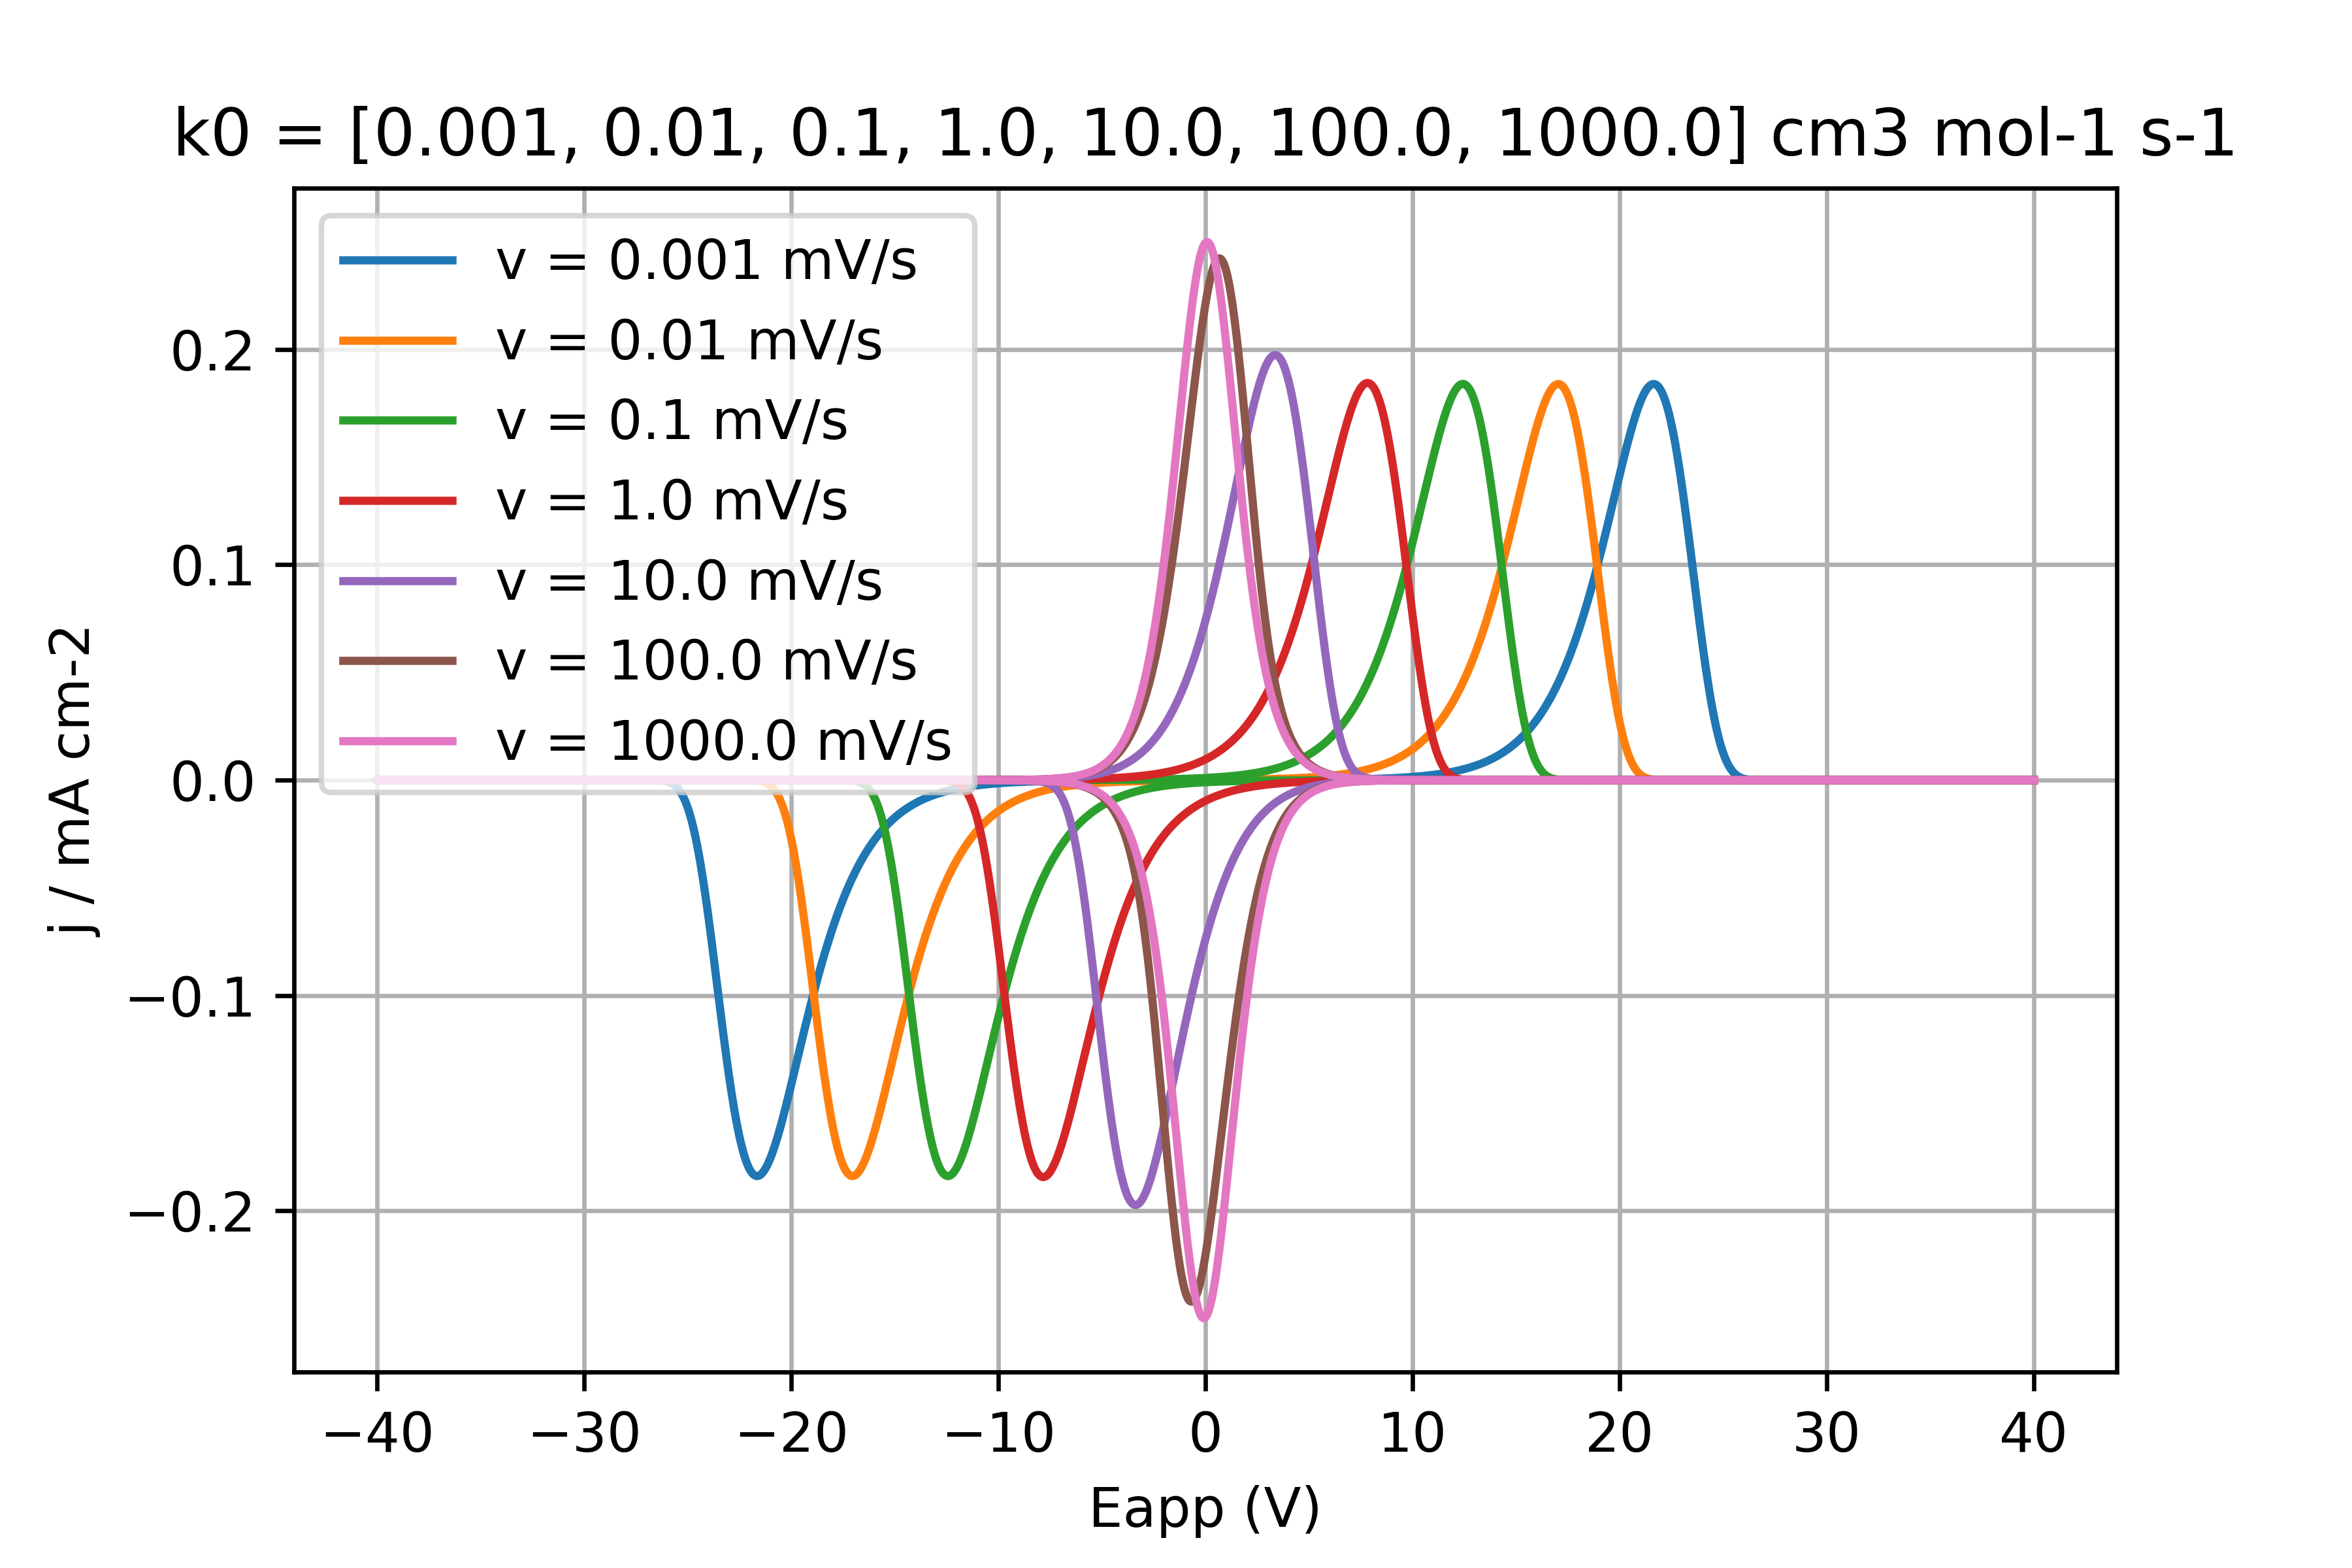 k0 = [0.001, 0.01, 0.1, 1.0, 10.0, 100.0, 1000.0] cm3 mol-1 s-1
v = 0.001 mV/s
v = 0.01 mV/s
v = 0.1 mV/s
v = 1.0 mV/s
v = 10.0 mV/s
v = 100.0 mV/s
v = 1000.0 mV/s
0.2
0.1
0.0
−0.1
−0.2
j / mA cm-2
−40 −30 −20 −10 0 10 20 30 40
Eapp (V)